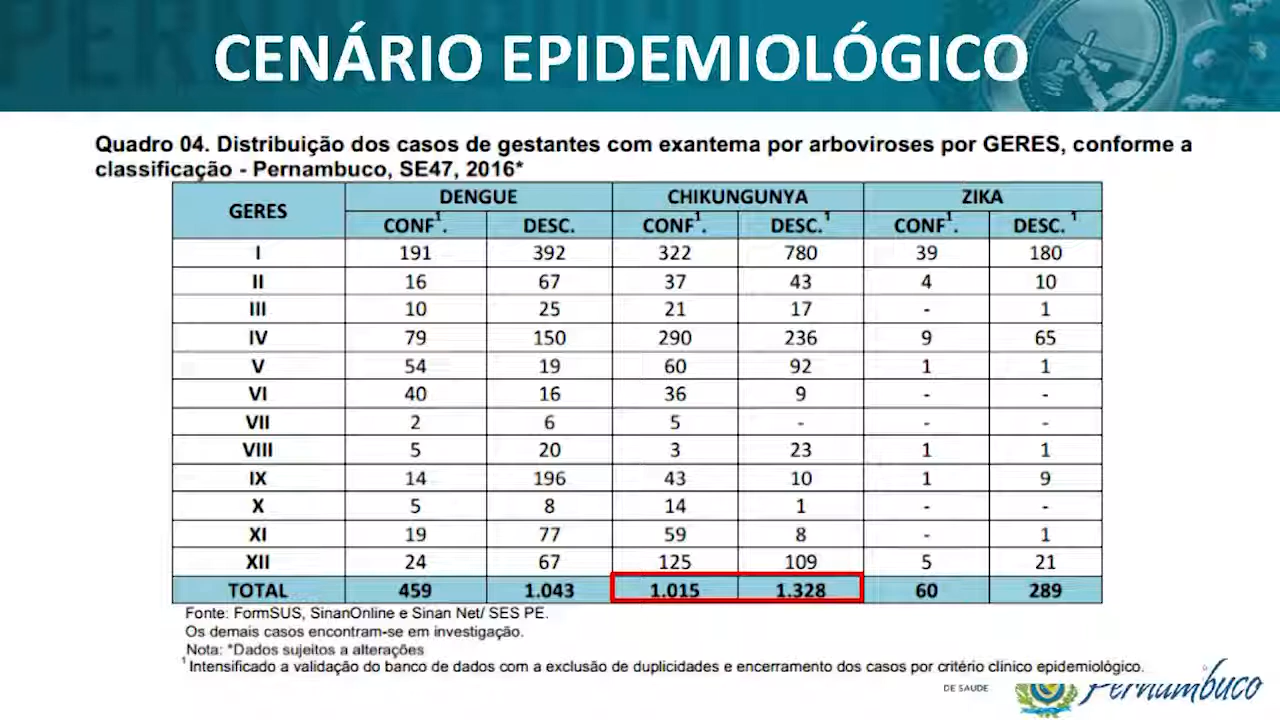 CENÁRIO EPIDEMIOLÓGICO
Quadro 04. Distribuição dos casos de gestantes com exantema por arboviroses por GERES, conforme a
classificação - Pernambuco, SE47, 2016*
GERES DENGUE CHIKUNGUNYA ZIKA
CONF¹. DESC. CONF¹. DESC.¹ CONF¹. DESC.¹
I 191 392 322 780 39 180
II 16 67 37 43 4 10
III 10 25 21 17 - 1
IV 79 150 290 236 9 65
V 54 19 60 92 1 1
VI 40 16 36 9 - -
VII 2 6 5 - - -
VIII 5 20 3 23 1 1
IX 14 196 43 10 1 9
X 5 8 14 1 - -
XI 19 77 59 8 - 1
XII 24 67 125 109 5 21
TOTAL 459 1.043 1.015 1.328 60 289
Fonte: FormSUS, SinanOnline e Sinan Net/ SES PE.
Os demais casos encontram-se em investigação.
Nota: *Dados sujeitos a alterações
¹ Intensificado a validação do banco de dados com a exclusão de duplicidades e encerramento dos casos por critério clínico epidemiológico.
DE SAUDE Pernambuco